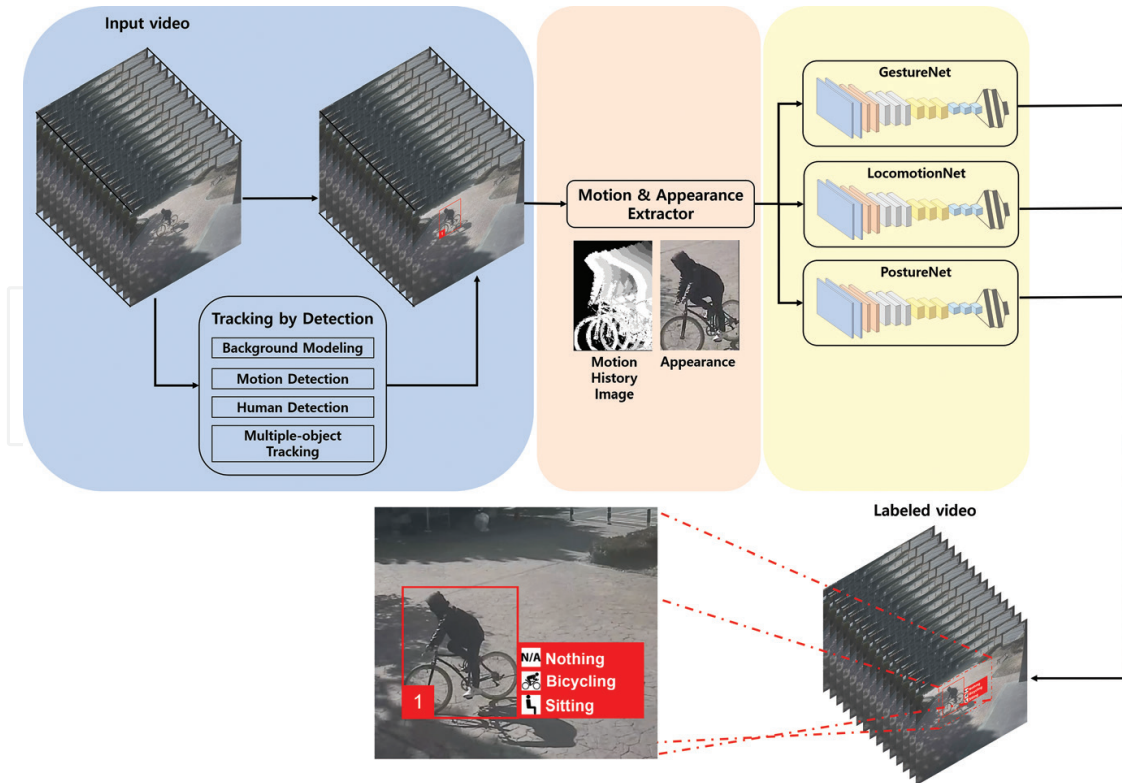 Input video
Tracking by Detection
Background Modeling
Motion Detection
Human Detection
Multiple-object
Tracking
Motion & Appearance
Extractor
Motion
History
Image
Appearance
GestureNet
LocomotionNet
PostureNet
Labeled video
1
N/A Nothing
Bicycling
Sitting